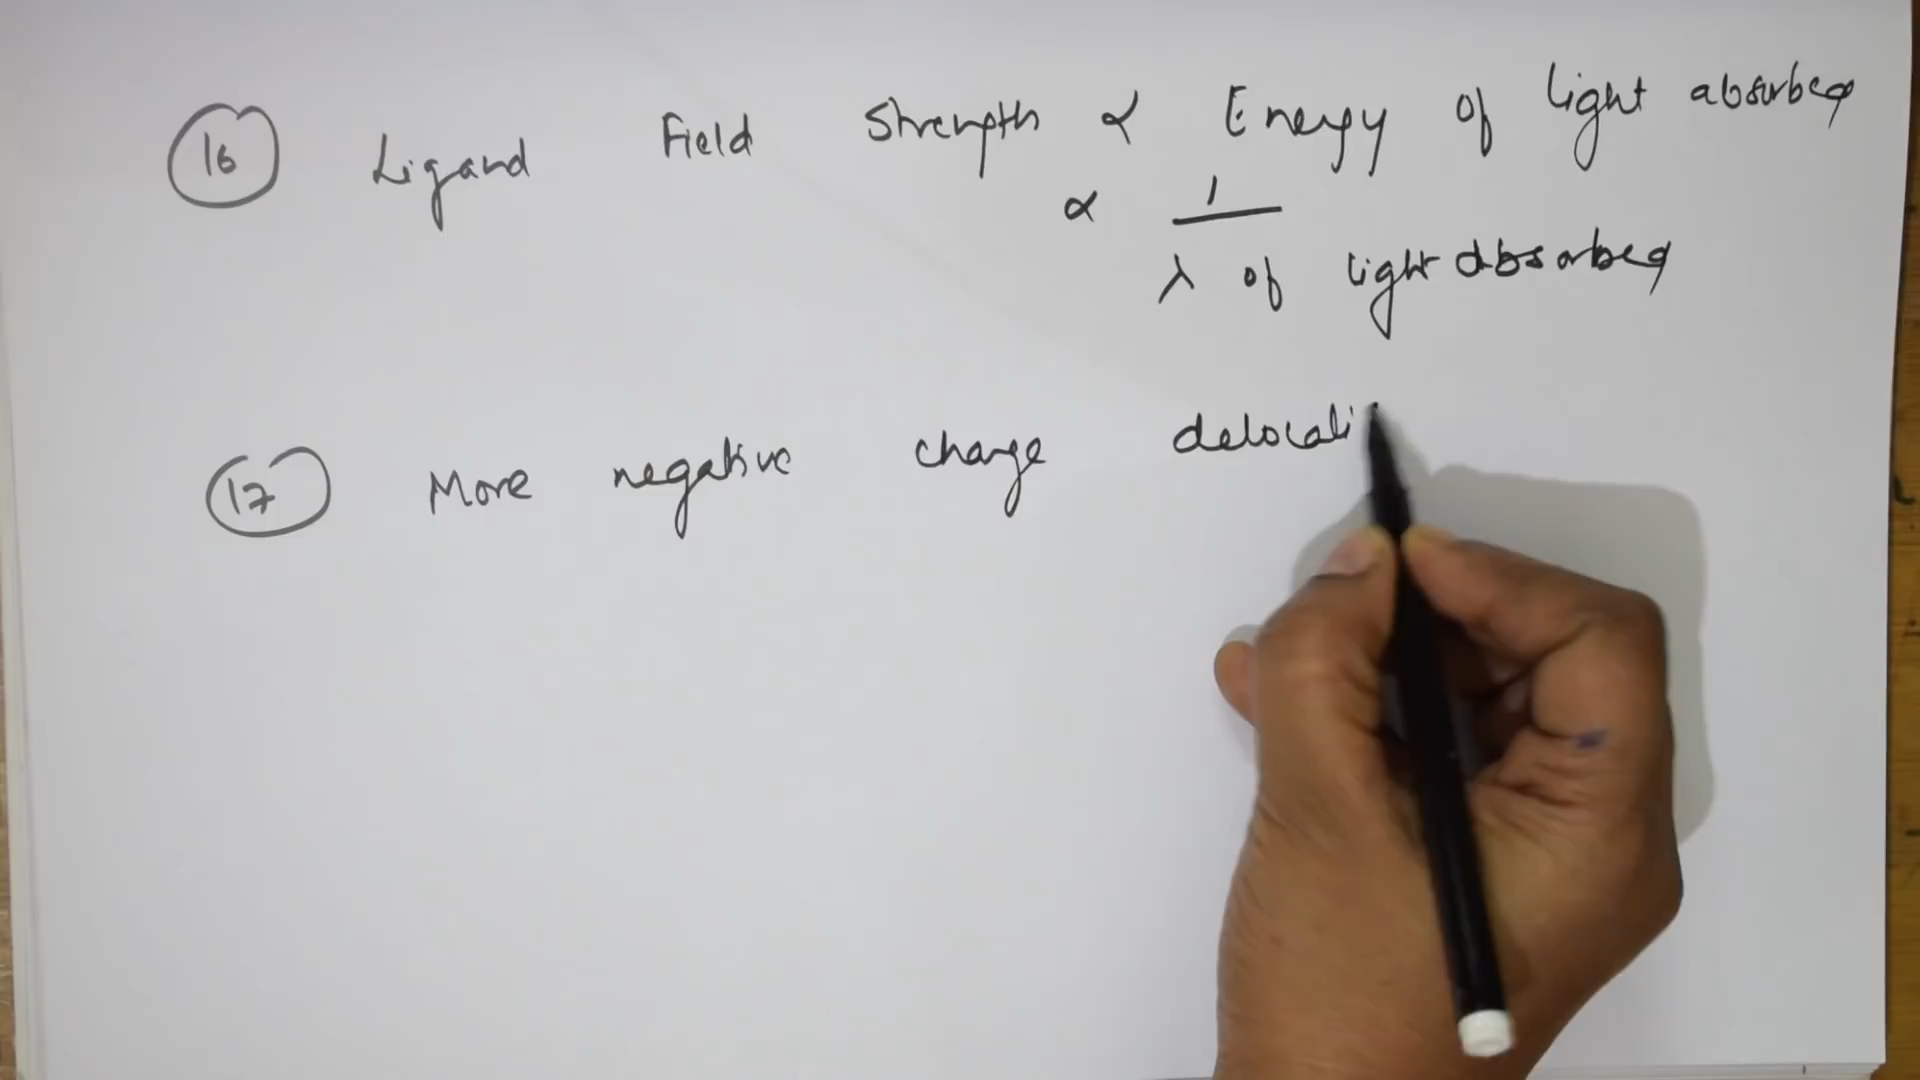 16 Ligand Field Strength ∝ Energy of light absorbed
∝ 1
λ of light absorbed
17 More negative charge delocali